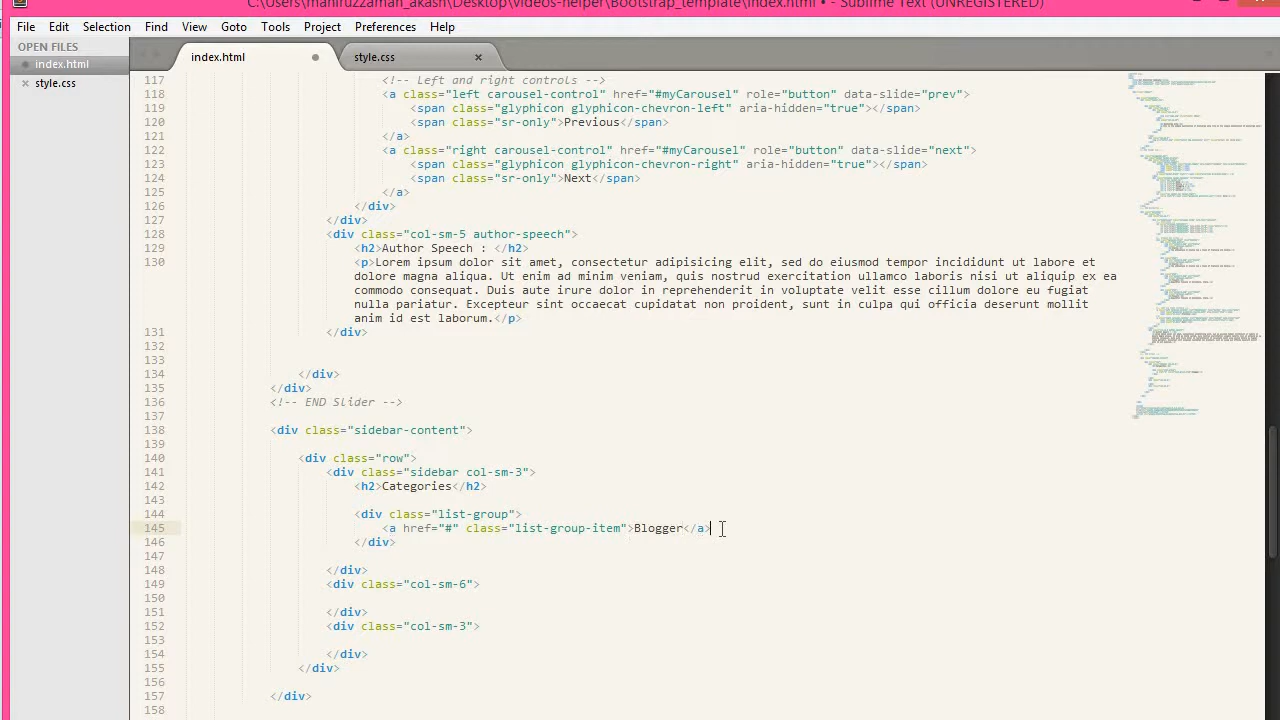 C:\Users\maniruzzaman_akash\Desktop\Videos-helper\Bootstrap_template\index.html • - Sublime Text (UNREGISTERED)
File Edit Selection Find View Goto Tools Project Preferences Help
OPEN FILES
index.html
style.css
index.html style.css
117 <!-- Left and right controls -->
118 <a class="left carousel-control" href="#myCarousel" role="button" data-slide="prev">
119 <span class="glyphicon glyphicon-chevron-left" aria-hidden="true"></span>
120 <span class="sr-only">Previous</span>
121 </a>
122 <a class="right carousel-control" href="#myCarousel" role="button" data-slide="next">
123 <span class="glyphicon glyphicon-chevron-right" aria-hidden="true"></span>
124 <span class="sr-only">Next</span>
125 </a>
126 </div>
127 </div>
128 <div class="col-sm-4 autor-speech">
129 <h2>Author Speach : </h2>
130 <p>Lorem ipsum dolor sit amet, consectetur adipisicing elit, sed do eiusmod tempor incididunt ut labore et
dolore magna aliqua. Ut enim ad minim veniam, quis nostrud exercitation ullamco laboris nisi ut aliquip ex ea
commodo consequat. Duis aute irure dolor in reprehenderit in voluptate velit esse cillum dolore eu fugiat
nulla pariatur. Excepteur sint occaecat cupidatat non proident, sunt in culpa qui officia deserunt mollit
anim id est laborum.</p>
131 </div>
132
133
134 </div>
135 </div>
136 <!-- END Slider -->
137
138 <div class="sidebar-content">
139
140 <div class="row">
141 <div class="sidebar col-sm-3">
142 <h2>Categories</h2>
143
144 <div class="list-group">
145 <a href="#" class="list-group-item">Blogger</a>
146 </div>
147
148 </div>
149 <div class="col-sm-6">
150
151 </div>
152 <div class="col-sm-3">
153
154 </div>
155 </div>
156
157 </div>
158